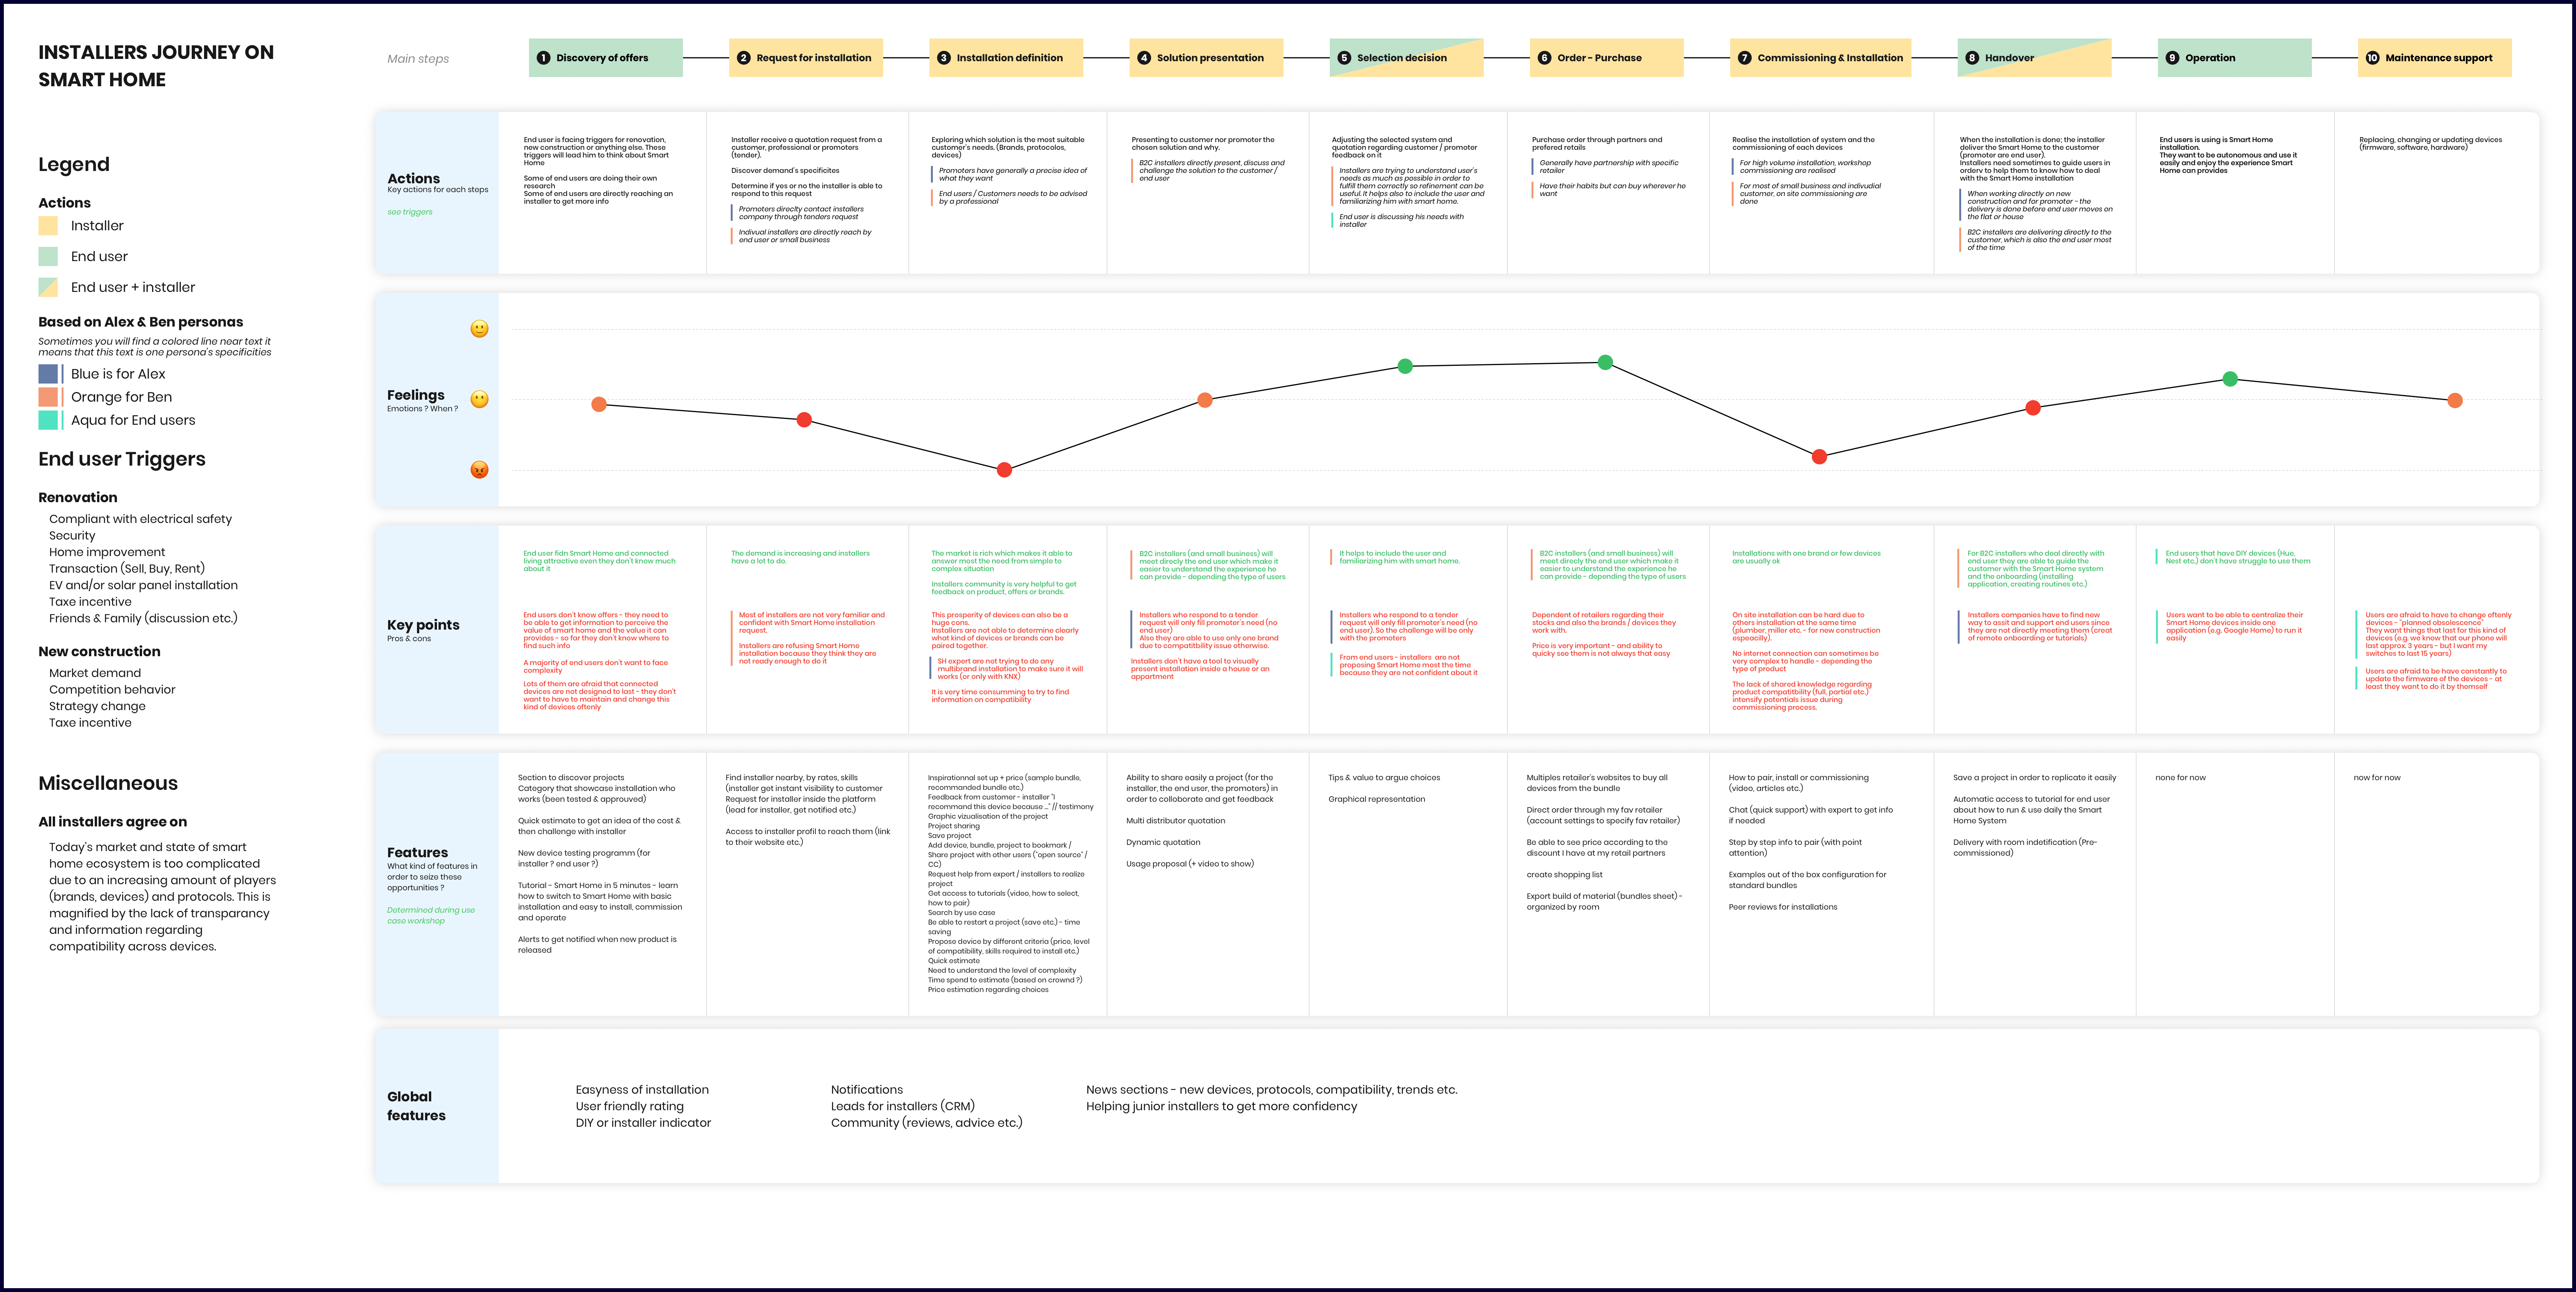 INSTALLERS JOURNEY ON
SMART HOME
Legend
Actions
Installer
End user
End user + installer
Based on Alex & Ben personas
Sometimes you will find a colored line near text it
means that this text is one persona's specificities
Blue is for Alex
Orange for Ben
Aqua for End users
End user Triggers
Renovation
Compliant with electrical safety
Security
Home improvement
Transaction (Sell, Buy, Rent)
EV and/or solar panel installation
Taxe incentive
Friends & Family (discussion etc.)
New construction
Market demand
Competition behavior
Strategy change
Taxe incentive
Miscellaneous
All installers agree on
Today's market and state of smart
home ecosystem is too complicated
due to an increasing amount of players
(brands, devices) and protocols. This is
magnified by the lack of transparancy
and information regarding
compatibility across devices.
Main steps
1 Discovery of offers
2 Request for installation
3 Installation definition
4 Solution presentation
5 Selection decision
6 Order - Purchase
7 Commissioning & Installation
8 Handover
9 Operation
10 Maintenance support
Actions
Key actions for each steps
see triggers
End user is facing triggers for renovation,
new construction or anything else. These
triggers will lead him to think about Smart
Home
Some of end users are doing their own
research
Some of end users are directly reaching an
installer to get more info
Installer receive a quotation request from a
customer, professional or promoters
(tender).
Discover demand's specificites
Determine if yes or no the installer is able to
respond to this request
Promoters direclty contact installers
company through tenders request
Indivual installers are directly reach by
end user or small business
Exploring which solution is the most suitable
customer's needs. (Brands, protocolos,
devices)
Promoters have generally a precise idea of
what they want
End users / Customers needs to be advised
by a professional
Presenting to customer nor promoter the
chosen solution and why.
B2C installers directly present, discuss and
challenge the solution to the customer /
end user
Adjusting the selected system and
quotation regarding customer / promoter
feedback on it
Installers are trying to understand user's
needs as much as possible in order to
fulfill them correctly so refinement can be
useful. It helps also to include the user and
familiarizing him with smart home.
End user is discussing his needs with
installer
Purchase order through partners and
prefered retails
Generally have partnership with specific
retailer
Have their habits but can buy wherever he
want
Realise the installation of system and the
commissioning of each devices
For high volume installation, workshop
commissioning are realised
For most of small business and indivudial
customer, on site commissioning are
done
When the installation is done; the installer
deliver the Smart Home to the customer
(promoter are end user).
Installers need sometimes to guide users in
orderc to help them to know how to deal
with the Smart Home installation
When working directly on new
construction and for promoter - the
delivery is done before end user moves on
the flat or house
B2C installers are delivering directly to the
customer, which is also the end user most
of the time
End users is using is Smart Home
installation.
They want to be autonomous and use it
easily and enjoy the experience Smart
Home can provides
Replacing, changing or updating devices
(firmware, software, hardware)
Feelings
Emotions ? When ?
Key points
Pros & cons
End user fidn Smart Home and connected
living attractive even they don't know much
about it
End users don't know offers - they need to
be able to get information to perceive the
value of smart home and the value it can
provides - so far they don't know where to
find such info
A majority of end users don't want to face
complexity
Lots of them are afraid that connected
devices are not designed to last - they don't
want to have to maintain and change this
kind of devices oftenly
The demand is increasing and installers
have a lot to do.
Most of installers are not very familiar and
confident with Smart Home installation
request.
Installers are refusing Smart Home
installation because they think they are
not ready enough to do it
The market is rich which makes it able to
answer most the need from simple to
complex situation
Installers community is very helpful to get
feedback on product, offers or brands.
This prosperity of devices can also be a
huge cons.
Installers are not able to determine clearly
what kind of devices or brands can be
paired together.
SH expert are not trying to do any
multibrand installation to make sure it will
works (or only with KNX)
It is very time consumming to try to find
information on compatibility
B2C installers (and small business) will
meet direcly the end user which make it
easier to understand the experience he
can provide - depending the type of users
Installers who respond to a tender
request will only fill promoter's need (no
end user)
Also they are able to use only one brand
due to compatitbility issue otherwise.
Installers don't have a tool to visually
present installation inside a house or an
appartment
It helps to include the user and
familiarizing him with smart home.
Installers who respond to a tender
request will only fill promoter's need (no
end user). So the challenge will be only
with the promoters
From end users - installers are not
proposing Smart Home most the time
because they are not confident about it
B2C installers (and small business) will
meet direcly the end user which make it
easier to understand the experience he
can provide - depending the type of users
Dependent of retailers regarding their
stocks and also the brands / devices they
work with.
Price is very important - and ability to
quicky see them is not always that easy
Installations with one brand or few devices
are usually ok
On site installation can be hard due to
others installation at the same time
(plumber, miller etc. - for new construction
espacilly).
No internet connection can sometimes be
very complex to handle - depending the
type of product
The lack of shared knowledge regarding
product compatitbility (full, partial etc.)
intensify potentials issue during
commissioning process.
For B2C installers who deal directly with
end user they are able to guide the
customer with the Smart Home system
and the onboarding (installing
application, creating routines etc.)
Installers companies have to find new
way to assit and support end users since
they are not directly meeting them (creat
of remote onboarding or tutorials)
End users that have DIY devices (Hue,
Nest etc.) don't have struggle to use them
Users want to be able to centralize their
Smart Home devices inside one
application (e.g. Google Home) to run it
easily
Users are afraid to have to change oftenly
devices - "planned obsolescence"
They want things that last for this kind of
devices (e.g. we know that our phone will
last approx. 3 years - but I want my
switches to last 15 years)
Users are afraid to be have constantly to
update the firmware of the devices - at
least they want to do it by themself
Features
What kind of features in
order to seize these
opportunities ?
Determined during use
case workshop
Section to discover projects
Category that showcase installation who
works (been tested & approuved)
Quick estimate to get an idea of the cost &
then challenge with installer
New device testing programm (for
installer ? end user ?)
Tutorial - Smart Home in 5 minutes - learn
how to switch to Smart Home with basic
installation and easy to install, commission
and operate
Alerts to get notified when new product is
released
Find installer nearby, by rates, skills
(installer get instant visibility to customer
Request for installer inside the platform
(lead for installer, get notified etc.)
Access to installer profil to reach them (link
to their website etc.)
Inspirationnal set up + price (sample bundle,
recommanded bundle etc.)
Feedback from customer - installer "I
recommand this device because ..." // testimony
Graphic vizualisation of the project
Project sharing
Save project
Add device, bundle, project to bookmark /
Share project with other users ("open source" /
CC)
Request help from expert / installers to realize
project
Get access to tutorials (video, how to select,
how to pair)
Search by use case
Be able to restart a project (save etc.) - time
saving
Propose device by different criteria (price, level
of compatibility, skills required to install etc.)
Quick estimate
Need to understand the level of complexity
Time spend to estimate (based on crownd ?)
Price estimation regarding choices
Ability to share easily a project (for the
installer, the end user, the promoters) in
order to collaborate and get feedback
Multi distributor quotation
Dynamic quotation
Usage proposal (+ video to show)
Tips & value to argue choices
Graphical representation
Multiples retailer's websites to buy all
devices from the bundle
Direct order through my fav retailer
(account settings to specify fav retailer)
Be able to see price according to the
discount I have at my retail partners
create shopping list
Export build of material (bundles sheet) -
organized by room
How to pair, install or commissioning
(video, articles etc.)
Chat (quick support) with expert to get info
if needed
Step by step info to pair (with point
attention)
Examples out of the box configuration for
standard bundles
Peer reviews for installations
Save a project in order to replicate it easily
Automatic access to tutorial for end user
about how to run & use daily the Smart
Home System
Delivery with room indetification (Pre-
commissioned)
none for now
now for now
Global
features
Easyness of installation
User friendly rating
DIY or installer indicator
Notifications
Leads for installers (CRM)
Community (reviews, advice etc.)
News sections - new devices, protocols, compatibility, trends etc.
Helping junior installers to get more confidency